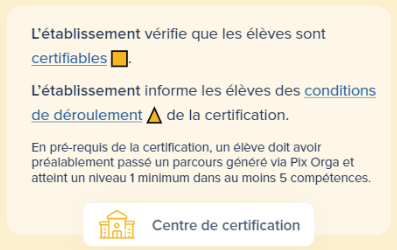 L’établissement vérifie que les élèves sont
certifiables .
L’établissement informe les élèves des conditions
de déroulement de la certification.
En pré-requis de la certification, un élève doit avoir
préalablement passé un parcours généré via Pix Orga et
atteint un niveau 1 minimum dans au moins 5 compétences.
Centre de certification